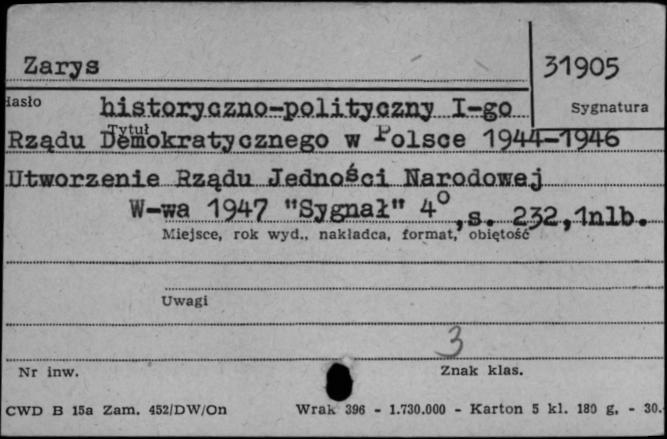 Zarys
31905
Hasło
historyczno-polityczny I-go
Sygnatura
Tytuł
Rządu Demokratycznego w Polsce 1944-1946
Utworzenie Rządu Jedności Narodowej
W-wa 1947 "Sygnał" 4°, s. 232, 1nlb.
Miejsce, rok wyd., nakładca, format, objętość
Uwagi
3
Nr inw.
Znak klas.
CWD B 15a Zam. 452/DW/On
Wrak 396 - 1.730.000 - Karton 5 kl. 180 g. - 30.